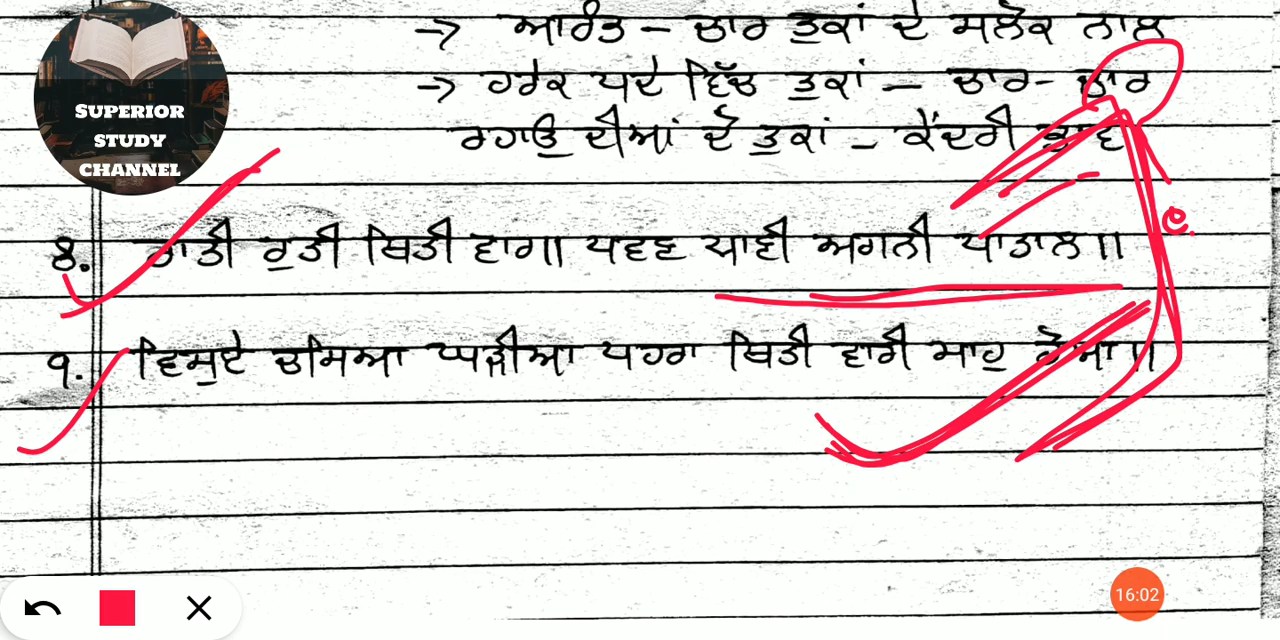 → ਆਰੰਭ – ਚਾਰ ਤੁਕਾਂ ਦੇ ਸਲੋਕ ਨਾਲ
→ ਹਰੇਕ ਪਦੇ ਵਿੱਚ ਤੁਕਾਂ – ਚਾਰ-ਚਾਰ
ਰਹਾਉ ਦੀਆਂ ਦੋ ਤੁਕਾਂ – ਕੇਂਦਰੀ ਭਾਵ
SUPERIOR
STUDY
CHANNEL
8. ਰਾਤੀ ਰੁਤੀ ਥਿਤੀ ਵਾਰ॥ ਪਵਣ ਪਾਣੀ ਅਗਨੀ ਪਾਤਾਲ॥
9. ਵਿਸੁਏ ਚਸਿਆ ਘੜੀਆ ਪਹਰਾ ਥਿਤੀ ਵਾਰੀ ਮਾਹੁ ਹੋਆ॥
16:02